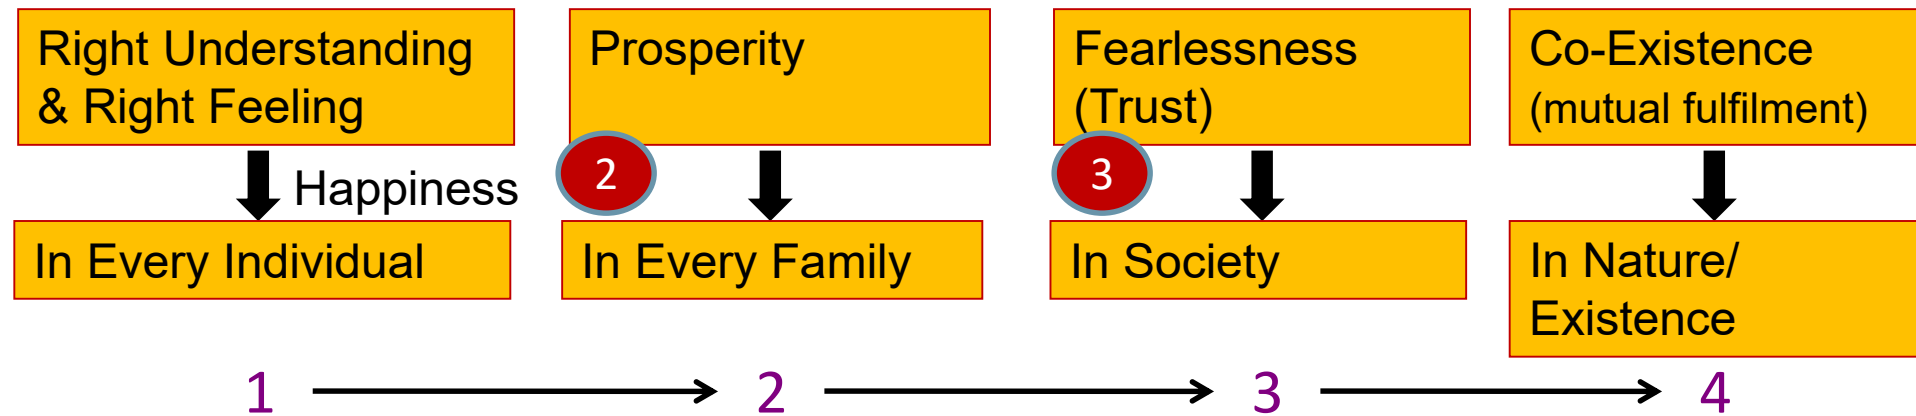 Right Understanding
& Right Feeling
Prosperity
Fearlessness
(Trust)
Co-Existence
(mutual fulfilment)
Happiness
2
3
In Every Individual
In Every Family
In Society
In Nature/
Existence
1
2
3
4